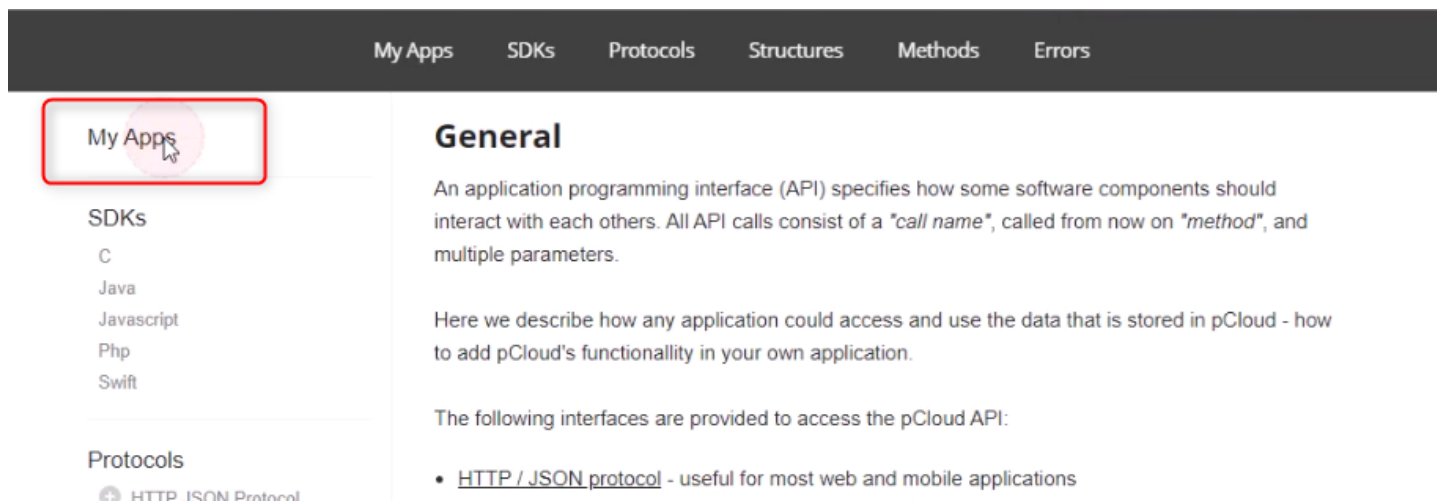 My Apps SDKs Protocols Structures Methods Errors
My Apps
SDKs
C
Java
Javascript
Php
Swift
Protocols
HTTP JSON Protocol
General
An application programming interface (API) specifies how some software components should
interact with each others. All API calls consist of a "call name", called from now on "method", and
multiple parameters.
Here we describe how any application could access and use the data that is stored in pCloud - how
to add pCloud's functionallity in your own application.
The following interfaces are provided to access the pCloud API:
• HTTP / JSON protocol - useful for most web and mobile applications